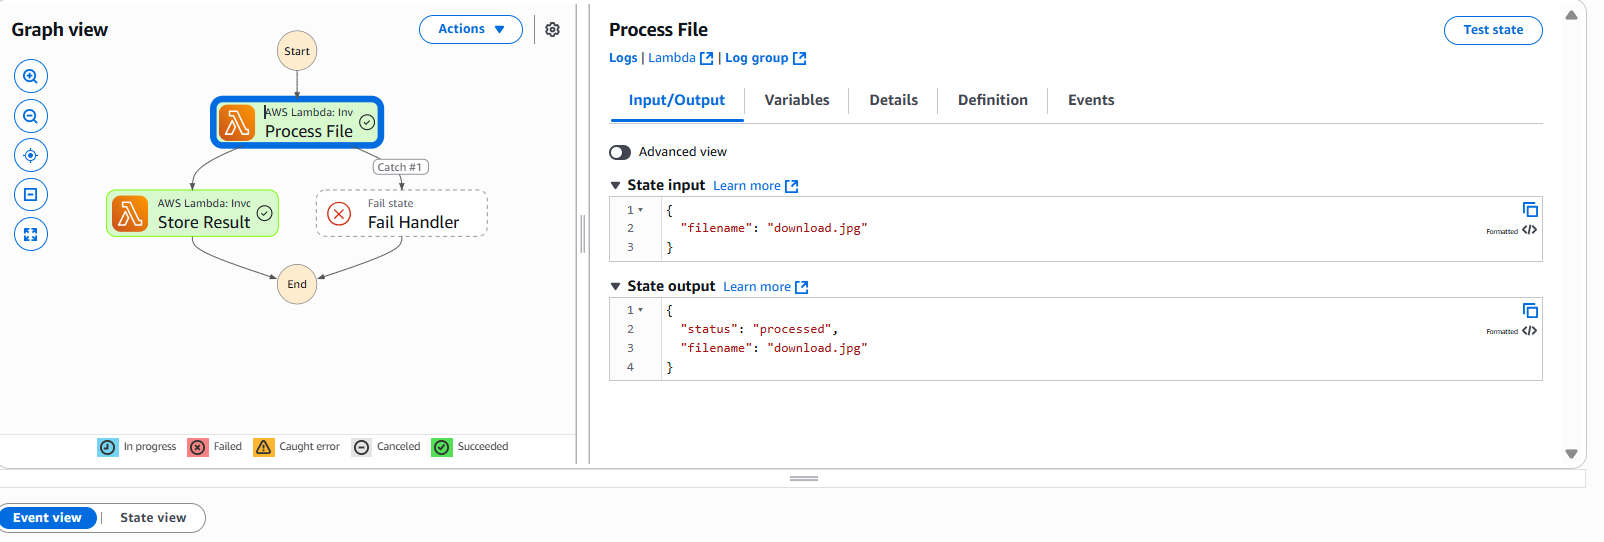 Graph view
Actions
Start
AWS Lambda: Inv
Process File
Catch #1
AWS Lambda: Invo
Store Result
Fail state
Fail Handler
End
In progress
Failed
Caught error
Canceled
Succeeded
Process File
Test state
Logs | Lambda | Log group
Input/Output
Variables
Details
Definition
Events
Advanced view
State input Learn more
1 {
2 "filename": "download.jpg"
3 }
Formatted </>
State output Learn more
1 {
2 "status": "processed",
3 "filename": "download.jpg"
4 }
Formatted </>
Event view | State view